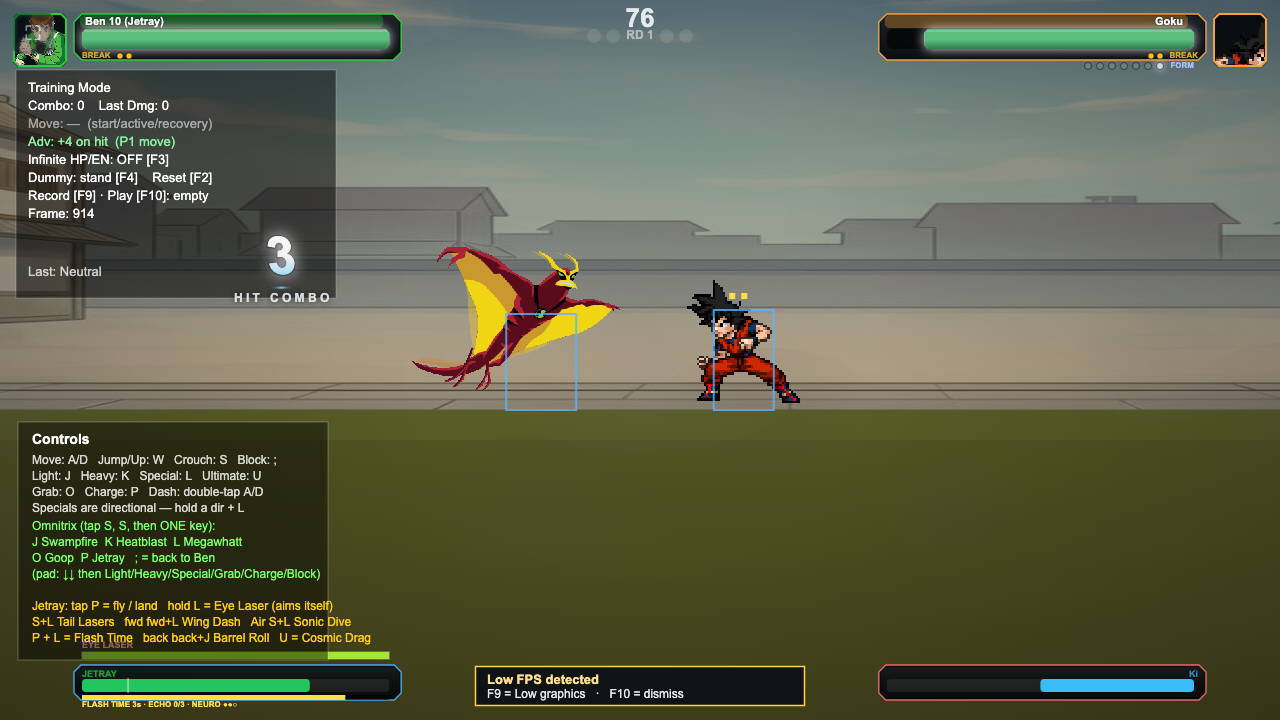 Ben 10 (Jetray)
BREAK
76
RD 1
Goku
BREAK
FORM
Training Mode
Combo: 0    Last Dmg: 0
Move: —  (start/active/recovery)
Adv: +4 on hit  (P1 move)
Infinite HP/EN: OFF [F3]
Dummy: stand [F4]    Reset [F2]
Record [F9] · Play [F10]: empty
Frame: 914
Last: Neutral
3
HIT COMBO
Controls
Move: A/D   Jump/Up: W   Crouch: S   Block: ;
Light: J   Heavy: K   Special: L   Ultimate: U
Grab: O   Charge: P   Dash: double-tap A/D
Specials are directional — hold a dir + L
Omnitrix (tap S, S, then ONE key):
J Swampfire  K Heatblast  L Megawhatt
O Goop  P Jetray   ; = back to Ben
(pad: ↓↓ then Light/Heavy/Special/Grab/Charge/Block)
Jetray: tap P = fly / land   hold L = Eye Laser (aims itself)
S+L Tail Lasers   fwd fwd+L Wing Dash   Air S+L Sonic Dive
P + L = Flash Time   back back+J Barrel Roll   U = Cosmic Drag
EYE LASER
JETRAY
FLASH TIME 3s · ECHO 0/3 · NEURO
Low FPS detected
F9 = Low graphics   ·   F10 = dismiss
Ki